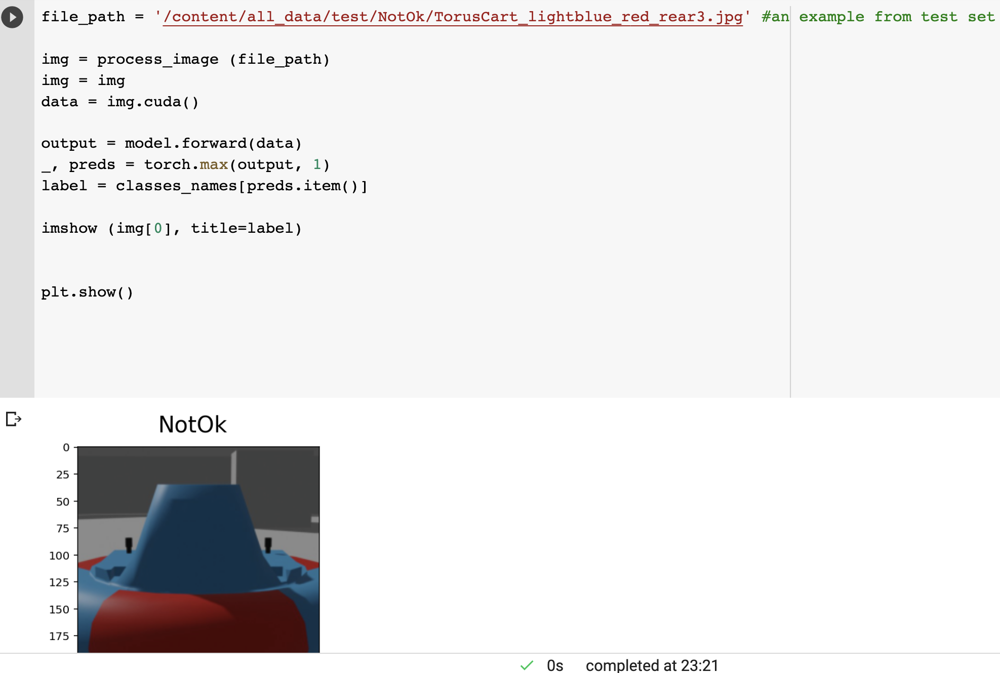 file_path = '/content/all_data/test/NotOk/TorusCart_lightblue_red_rear3.jpg' #an example from test set
img = process_image (file_path)
img = img
data = img.cuda()
output = model.forward(data)
_, preds = torch.max(output, 1)
label = classes_names[preds.item()]
imshow (img[0], title=label)
plt.show()
NotOk
0
25
50
75
100
125
150
175
0s completed at 23:21